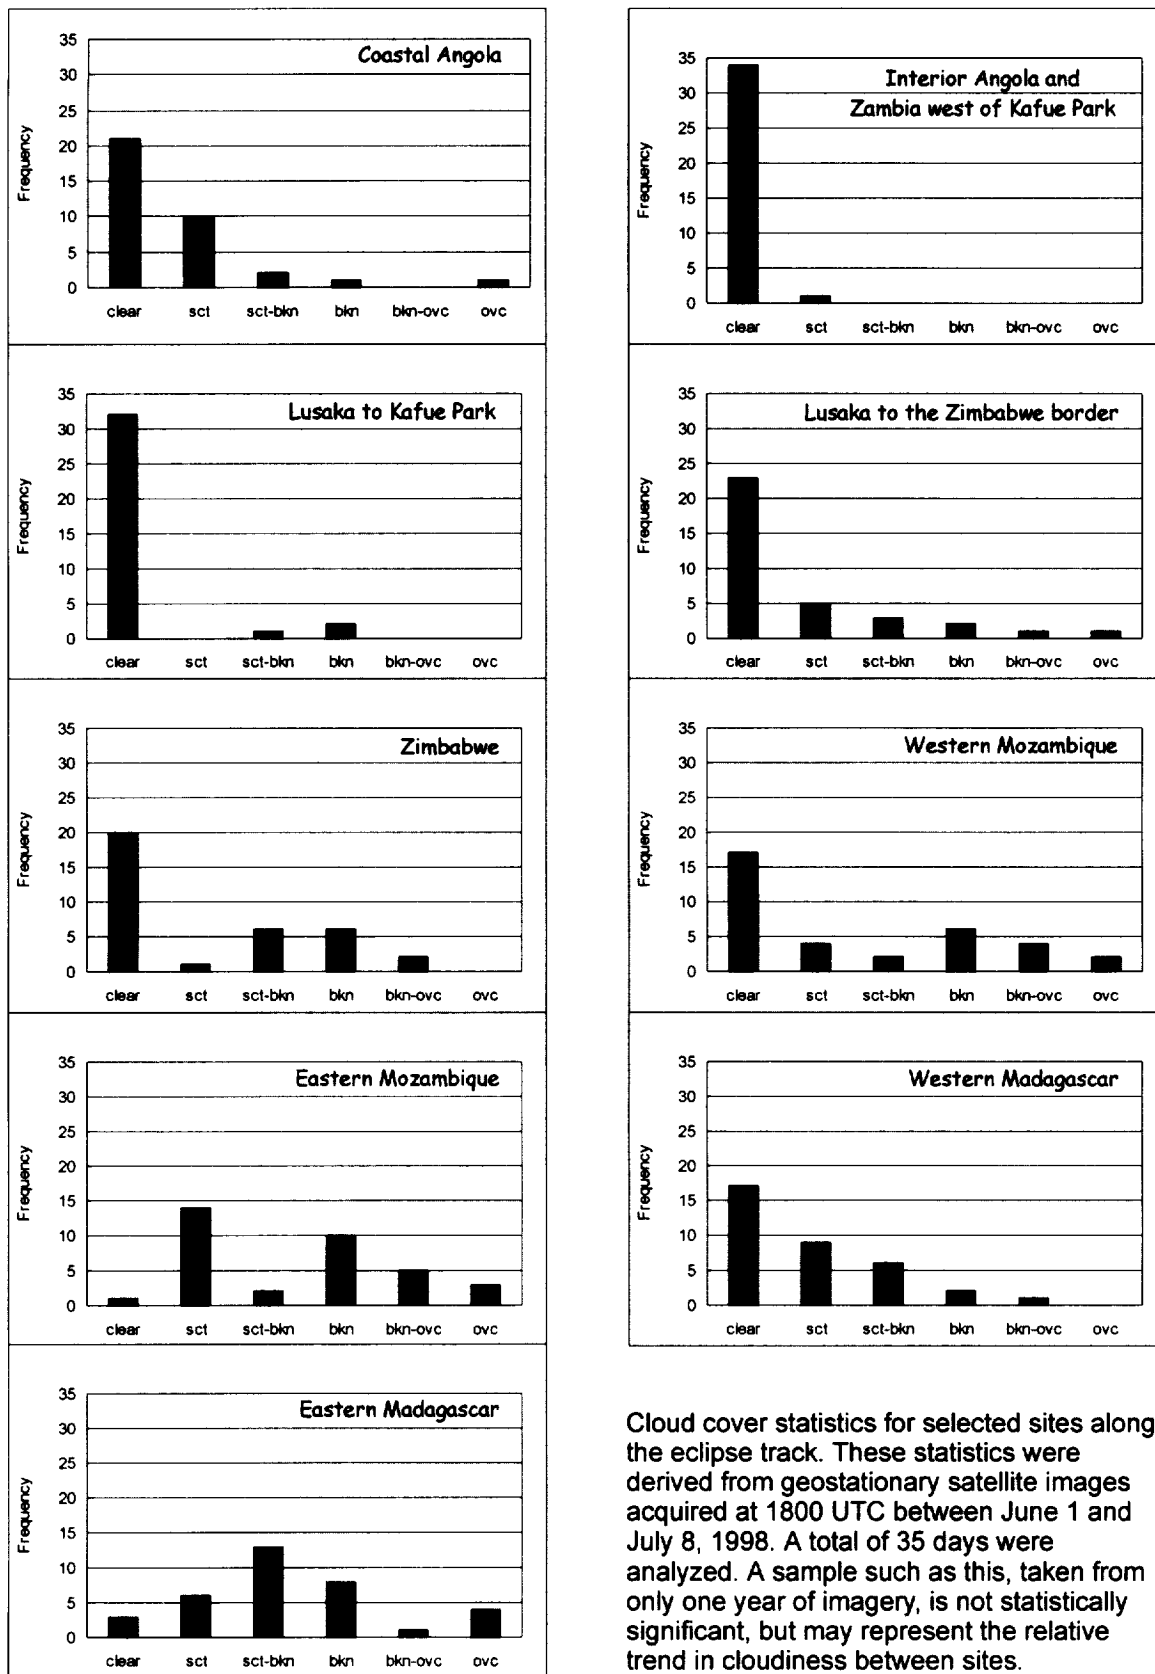 Coastal Angola
Frequency
35
30
25
20
15
10
5
0
clear sct sct-bkn bkn bkn-ovc ovc
Interior Angola and
Zambia west of Kafue Park
Frequency
35
30
25
20
15
10
5
0
clear sct sct-bkn bkn bkn-ovc ovc
Lusaka to Kafue Park
Frequency
35
30
25
20
15
10
5
0
clear sct sct-bkn bkn bkn-ovc ovc
Lusaka to the Zimbabwe border
Frequency
35
30
25
20
15
10
5
0
clear sct sct-bkn bkn bkn-ovc ovc
Zimbabwe
Frequency
35
30
25
20
15
10
5
0
clear sct sct-bkn bkn bkn-ovc ovc
Western Mozambique
Frequency
35
30
25
20
15
10
5
0
clear sct sct-bkn bkn bkn-ovc ovc
Eastern Mozambique
Frequency
35
30
25
20
15
10
5
0
clear sct sct-bkn bkn bkn-ovc ovc
Western Madagascar
Frequency
35
30
25
20
15
10
5
0
clear sct sct-bkn bkn bkn-ovc ovc
Eastern Madagascar
Frequency
35
30
25
20
15
10
5
0
clear sct sct-bkn bkn bkn-ovc ovc
Cloud cover statistics for selected sites along
the eclipse track. These statistics were
derived from geostationary satellite images
acquired at 1800 UTC between June 1 and
July 8, 1998. A total of 35 days were
analyzed. A sample such as this, taken from
only one year of imagery, is not statistically
significant, but may represent the relative
trend in cloudiness between sites.